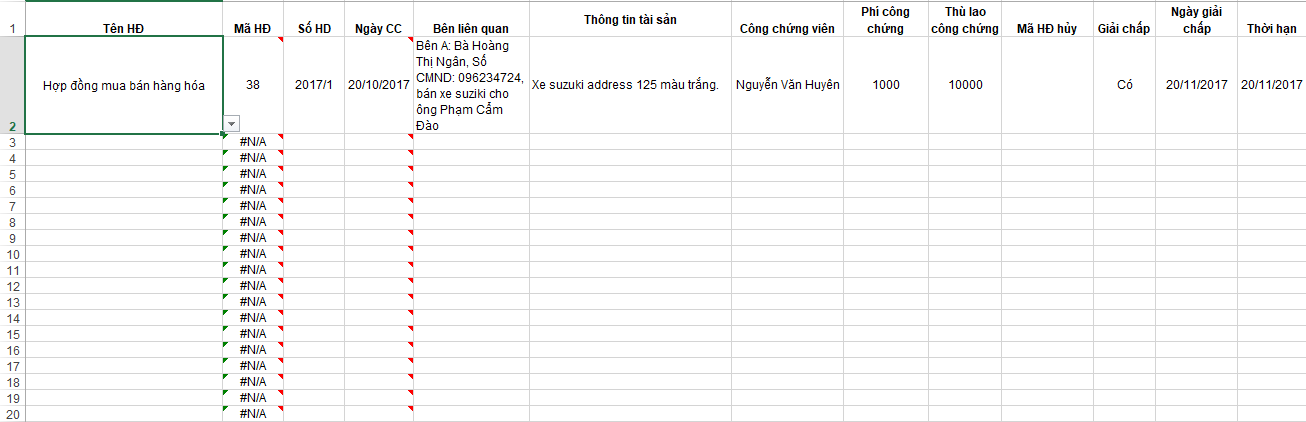 1 Tên HĐ Mã HĐ Số HD Ngày CC Bên liên quan Thông tin tài sản Công chứng viên Phí công chứng Thù lao công chứng Mã HĐ hủy Giải chấp Ngày giải chấp Thời hạn
2 Hợp đồng mua bán hàng hóa 38 2017/1 20/10/2017
Bên A: Bà Hoàng
Thị Ngân, Số
CMND: 096234724,
bán xe suziki cho
ông Phạm Cẩm
Đào
Xe suzuki address 125 màu trắng. Nguyễn Văn Huyên 1000 10000 Có 20/11/2017 20/11/2017
3 #N/A
4 #N/A
5 #N/A
6 #N/A
7 #N/A
8 #N/A
9 #N/A
10 #N/A
11 #N/A
12 #N/A
13 #N/A
14 #N/A
15 #N/A
16 #N/A
17 #N/A
18 #N/A
19 #N/A
20 #N/A